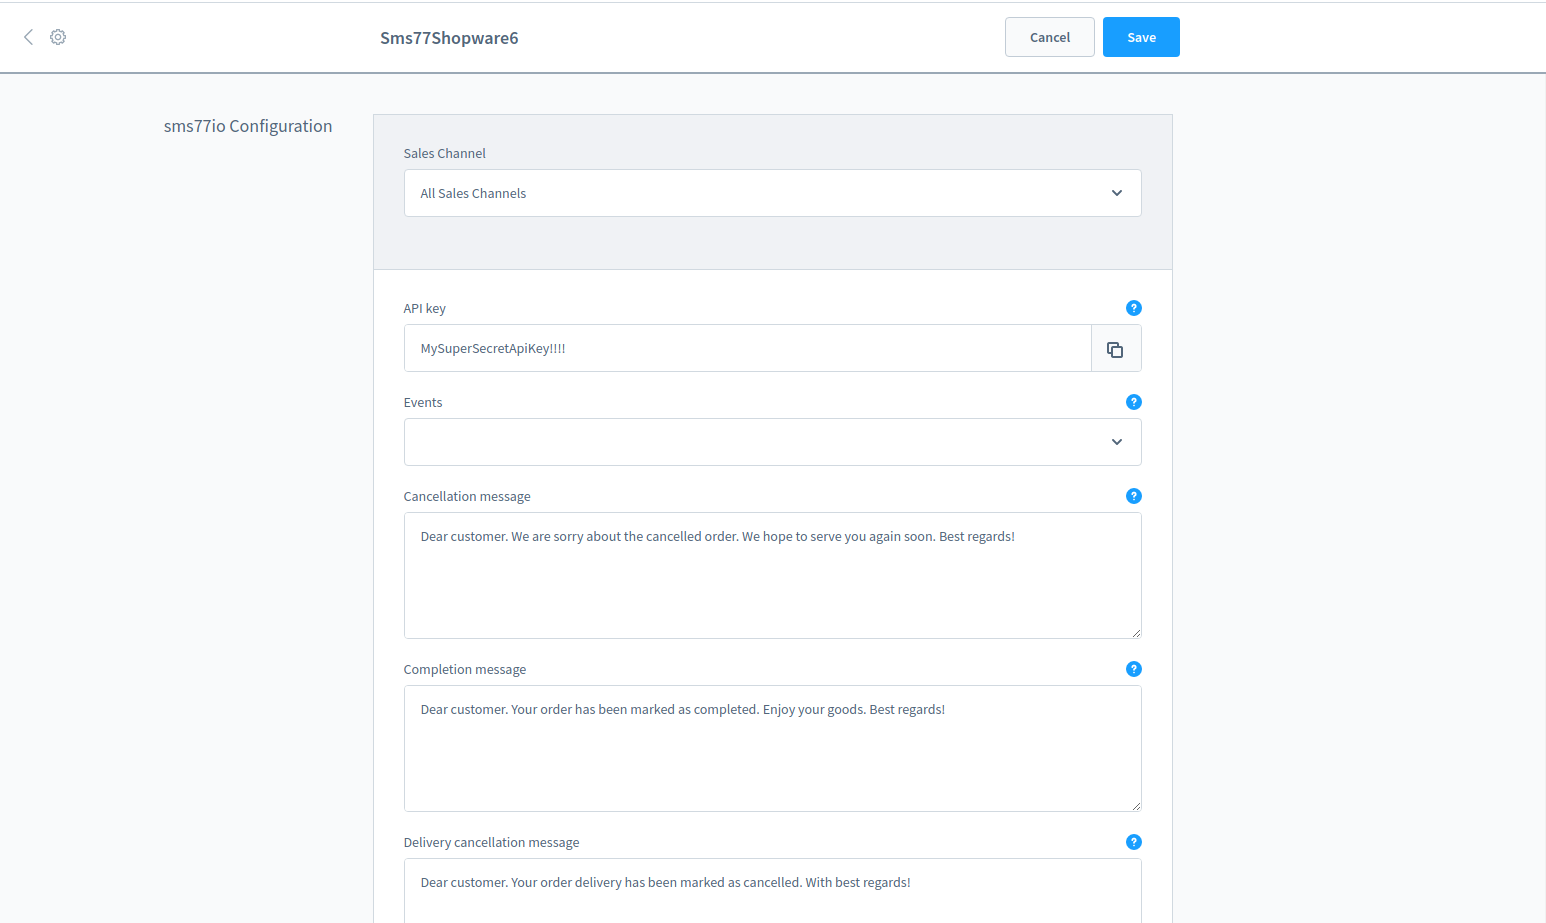 Sms77Shopware6
Cancel
Save
sms77io Configuration
Sales Channel
All Sales Channels
API key
?
MySuperSecretApiKey!!!!
Events
?
Cancellation message
?
Dear customer. We are sorry about the cancelled order. We hope to serve you again soon. Best regards!
Completion message
?
Dear customer. Your order has been marked as completed. Enjoy your goods. Best regards!
Delivery cancellation message
?
Dear customer. Your order delivery has been marked as cancelled. With best regards!